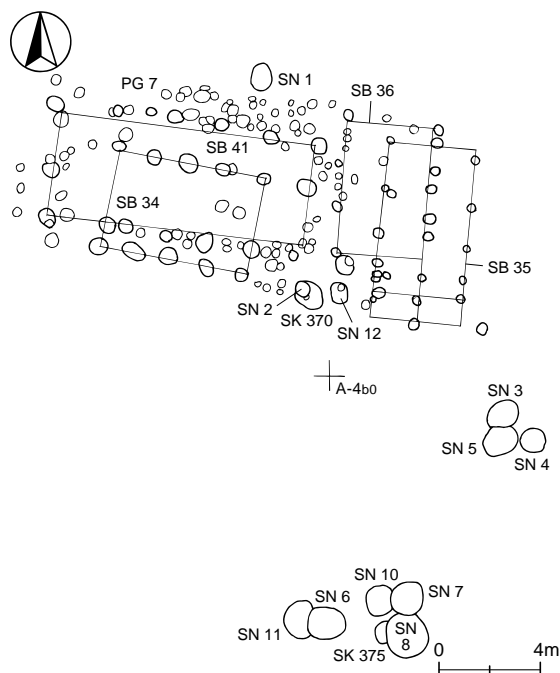 PG 7
SN 1
SB 36
SB 41
SB 34
SB 35
SN 2
SK 370
SN 12
A-4b0
SN 3
SN 5
SN 4
SN 10
SN 7
SN 6
SN 11
SN
8
SK 375
0
4m